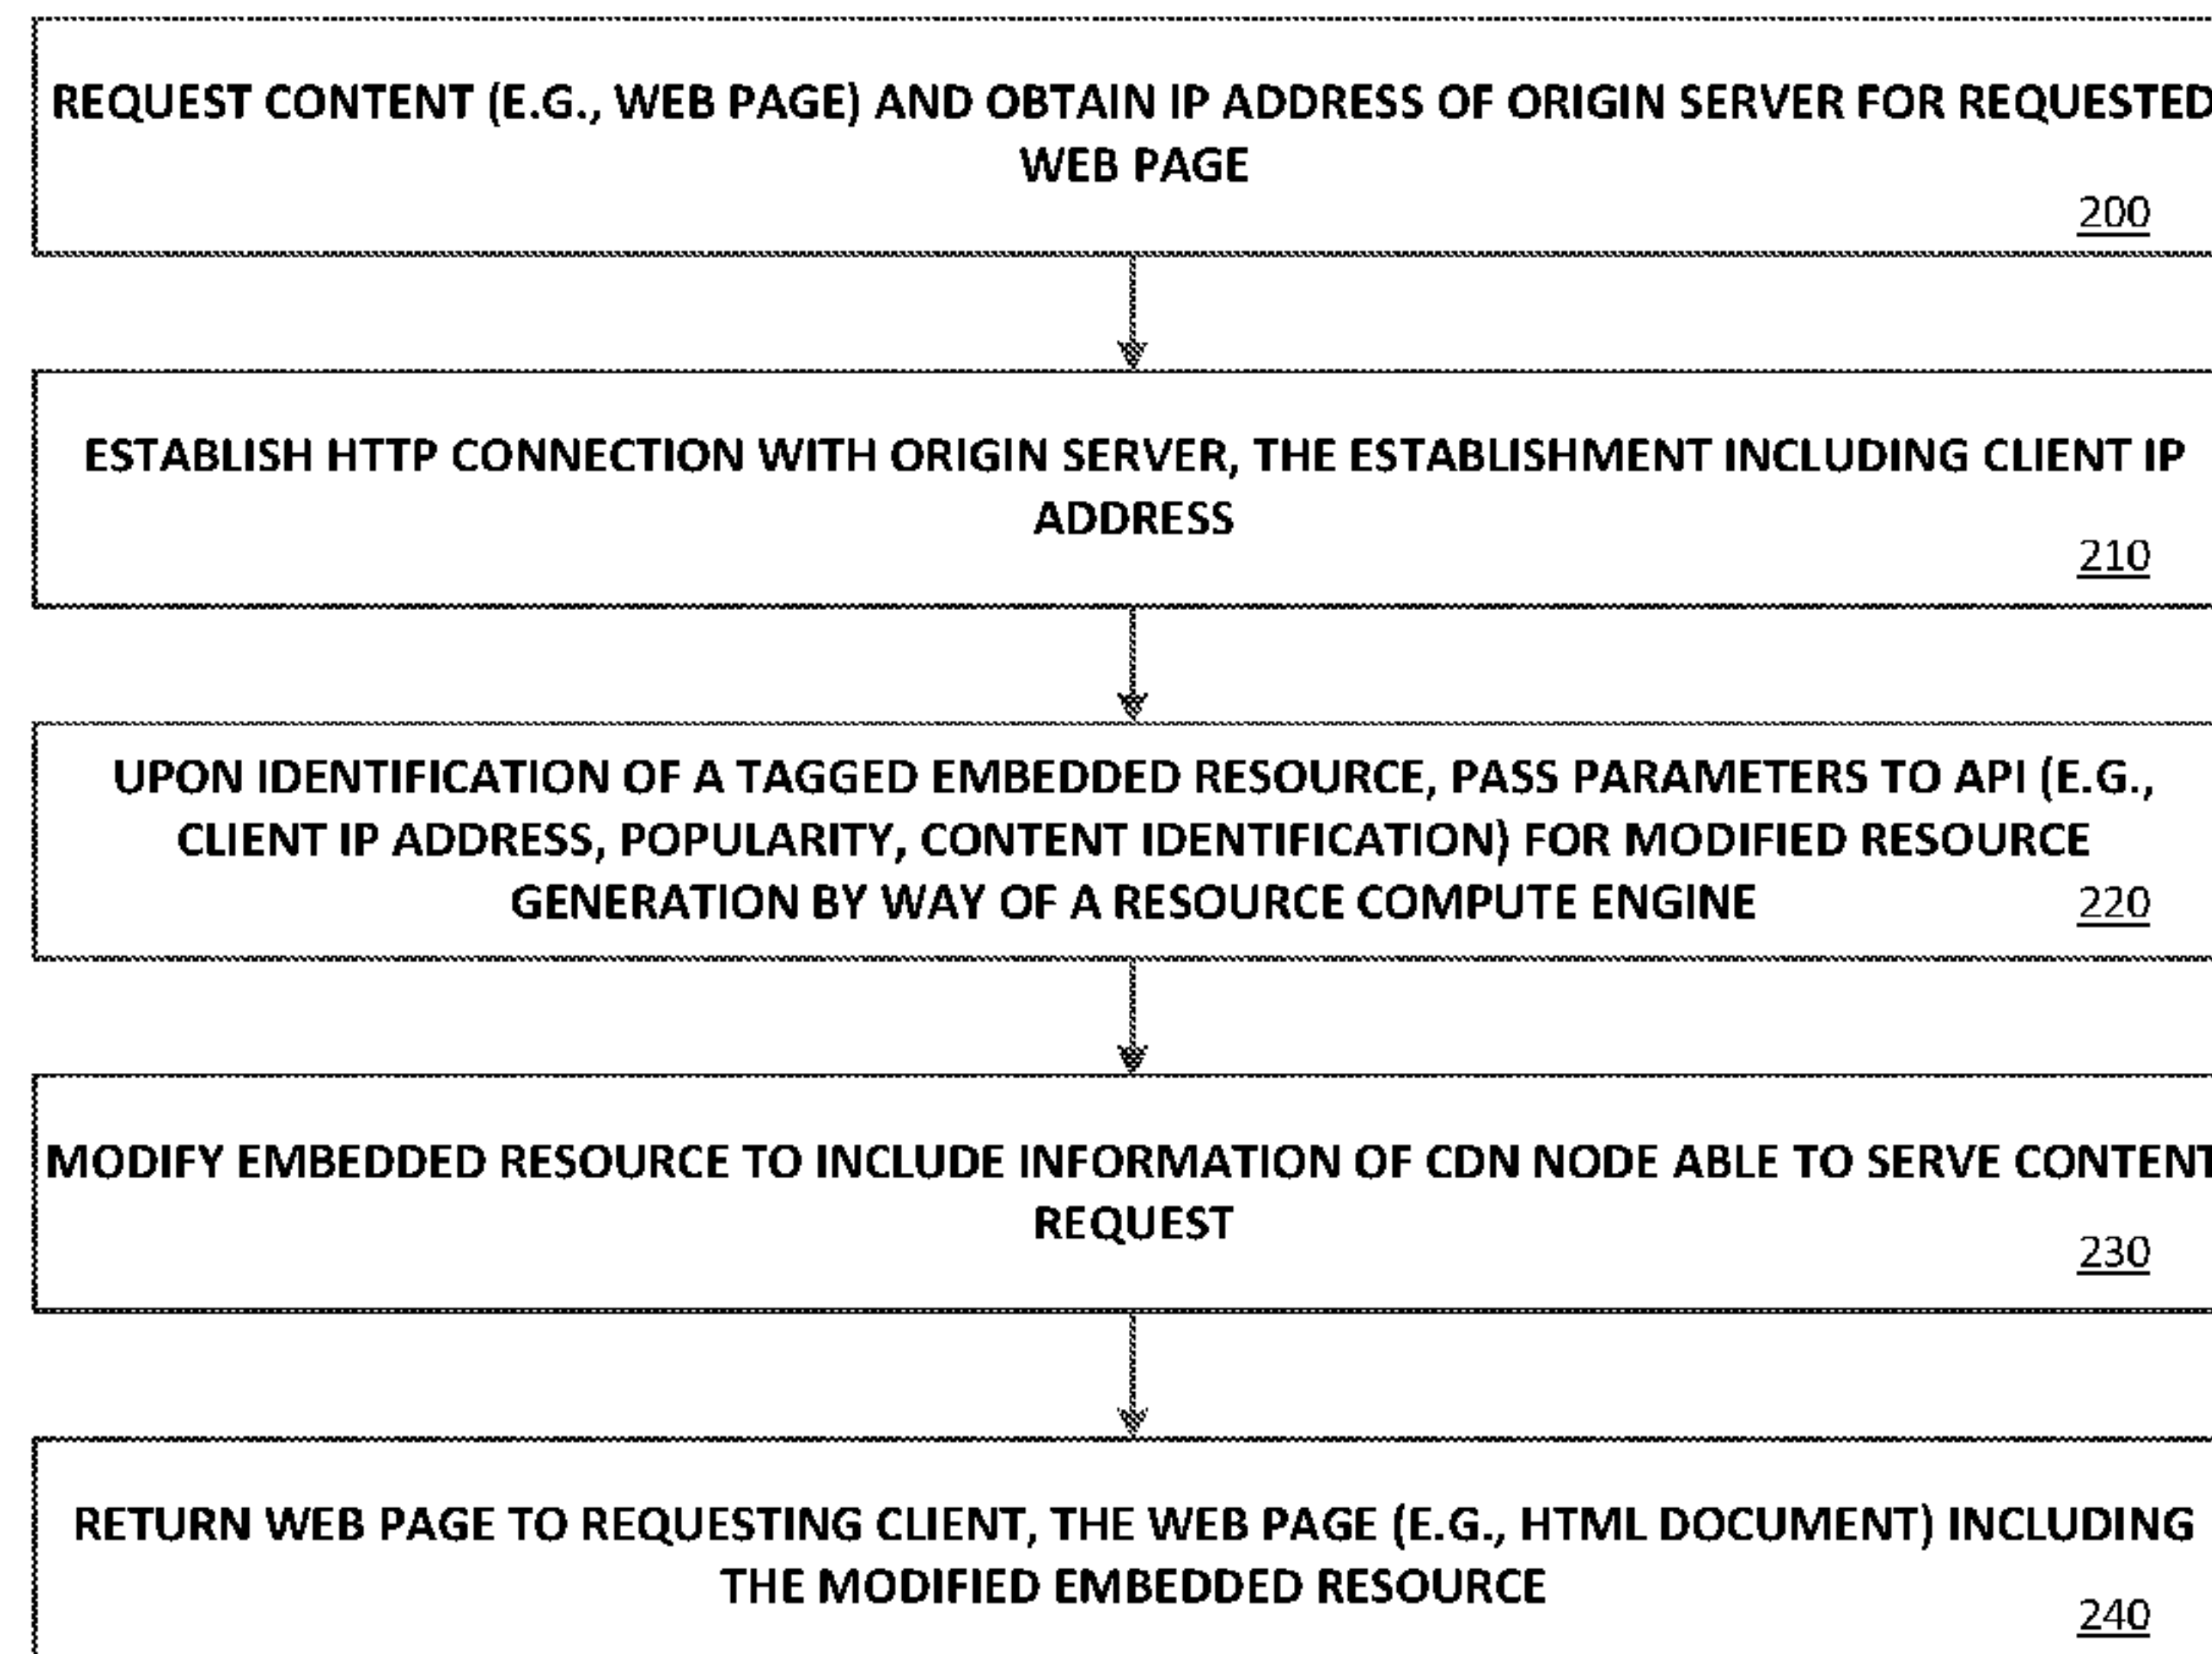 REQUEST CONTENT (E.G., WEB PAGE) AND OBTAIN IP ADDRESS OF ORIGIN SERVER FOR REQUESTED
WEB PAGE
200
ESTABLISH HTTP CONNECTION WITH ORIGIN SERVER, THE ESTABLISHMENT INCLUDING CLIENT IP
ADDRESS
210
UPON IDENTIFICATION OF A TAGGED EMBEDDED RESOURCE, PASS PARAMETERS TO API (E.G.,
CLIENT IP ADDRESS, POPULARITY, CONTENT IDENTIFICATION) FOR MODIFIED RESOURCE
GENERATION BY WAY OF A RESOURCE COMPUTE ENGINE 220
MODIFY EMBEDDED RESOURCE TO INCLUDE INFORMATION OF CDN NODE ABLE TO SERVE CONTENT
REQUEST
230
RETURN WEB PAGE TO REQUESTING CLIENT, THE WEB PAGE (E.G., HTML DOCUMENT) INCLUDING
THE MODIFIED EMBEDDED RESOURCE
240